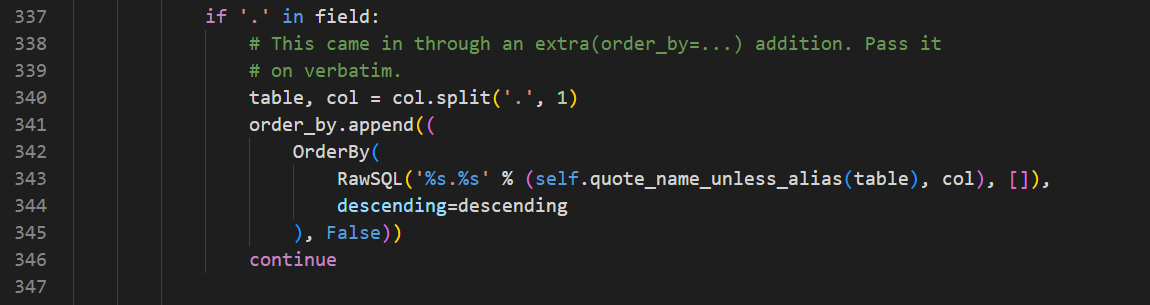 337 if '.' in field:
338 # This came in through an extra(order_by=...) addition. Pass it
339 # on verbatim.
340 table, col = col.split('.', 1)
341 order_by.append((
342 OrderBy(
343 RawSQL('%s.%s' % (self.quote_name_unless_alias(table), col), []),
344 descending=descending
345 ), False))
346 continue
347